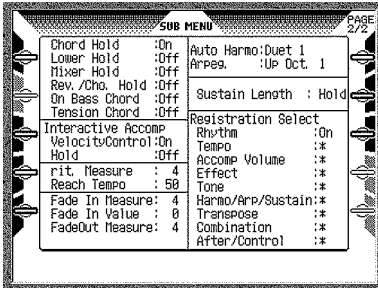 SUB MENU
PAGE
2/2
Chord Hold :On
Lower Hold :Off
Mixer Hold :Off
Rev./Cho. Hold :Off
On Bass Chord :Off
Tension Chord :Off
Interactive Accomp
VelocityControl:On
Hold :Off
rit. Measure : 4
Reach Tempo : 50
Fade In Measure: 4
Fade In Value : 0
FadeOut Measure: 4
Auto Harmo:Duet 1
Arpeg. :Up Oct. 1
Sustain Length : Hold
Registration Select
Rhythm :On
Tempo :*
Accomp Volume :*
Effect :*
Tone :*
Harmo/Arp/Sustain:*
Transpose :*
Combination :*
After/Control :*